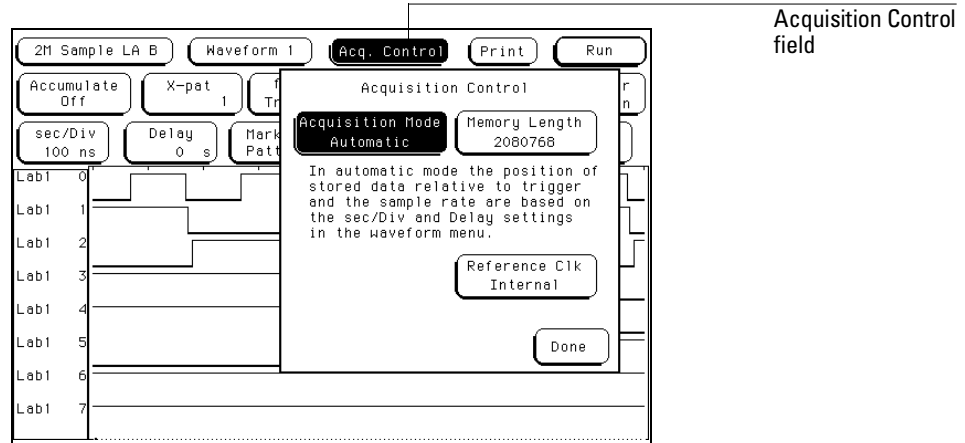 Acquisition Control
field
2M Sample LA B
Waveform 1
Acq. Control
Print
Run
Accumulate
Off
X-pat
1
f
Tr
r
n
sec/Div
100 ns
Delay
0 s
Mark
Patt
Acquisition Control
Acquisition Mode
Automatic
Memory Length
2080768
In automatic mode the position of
stored data relative to trigger
and the sample rate are based on
the sec/Div and Delay settings
in the waveform menu.
Reference Clk
Internal
Done
Lab1 0
Lab1 1
Lab1 2
Lab1 3
Lab1 4
Lab1 5
Lab1 6
Lab1 7